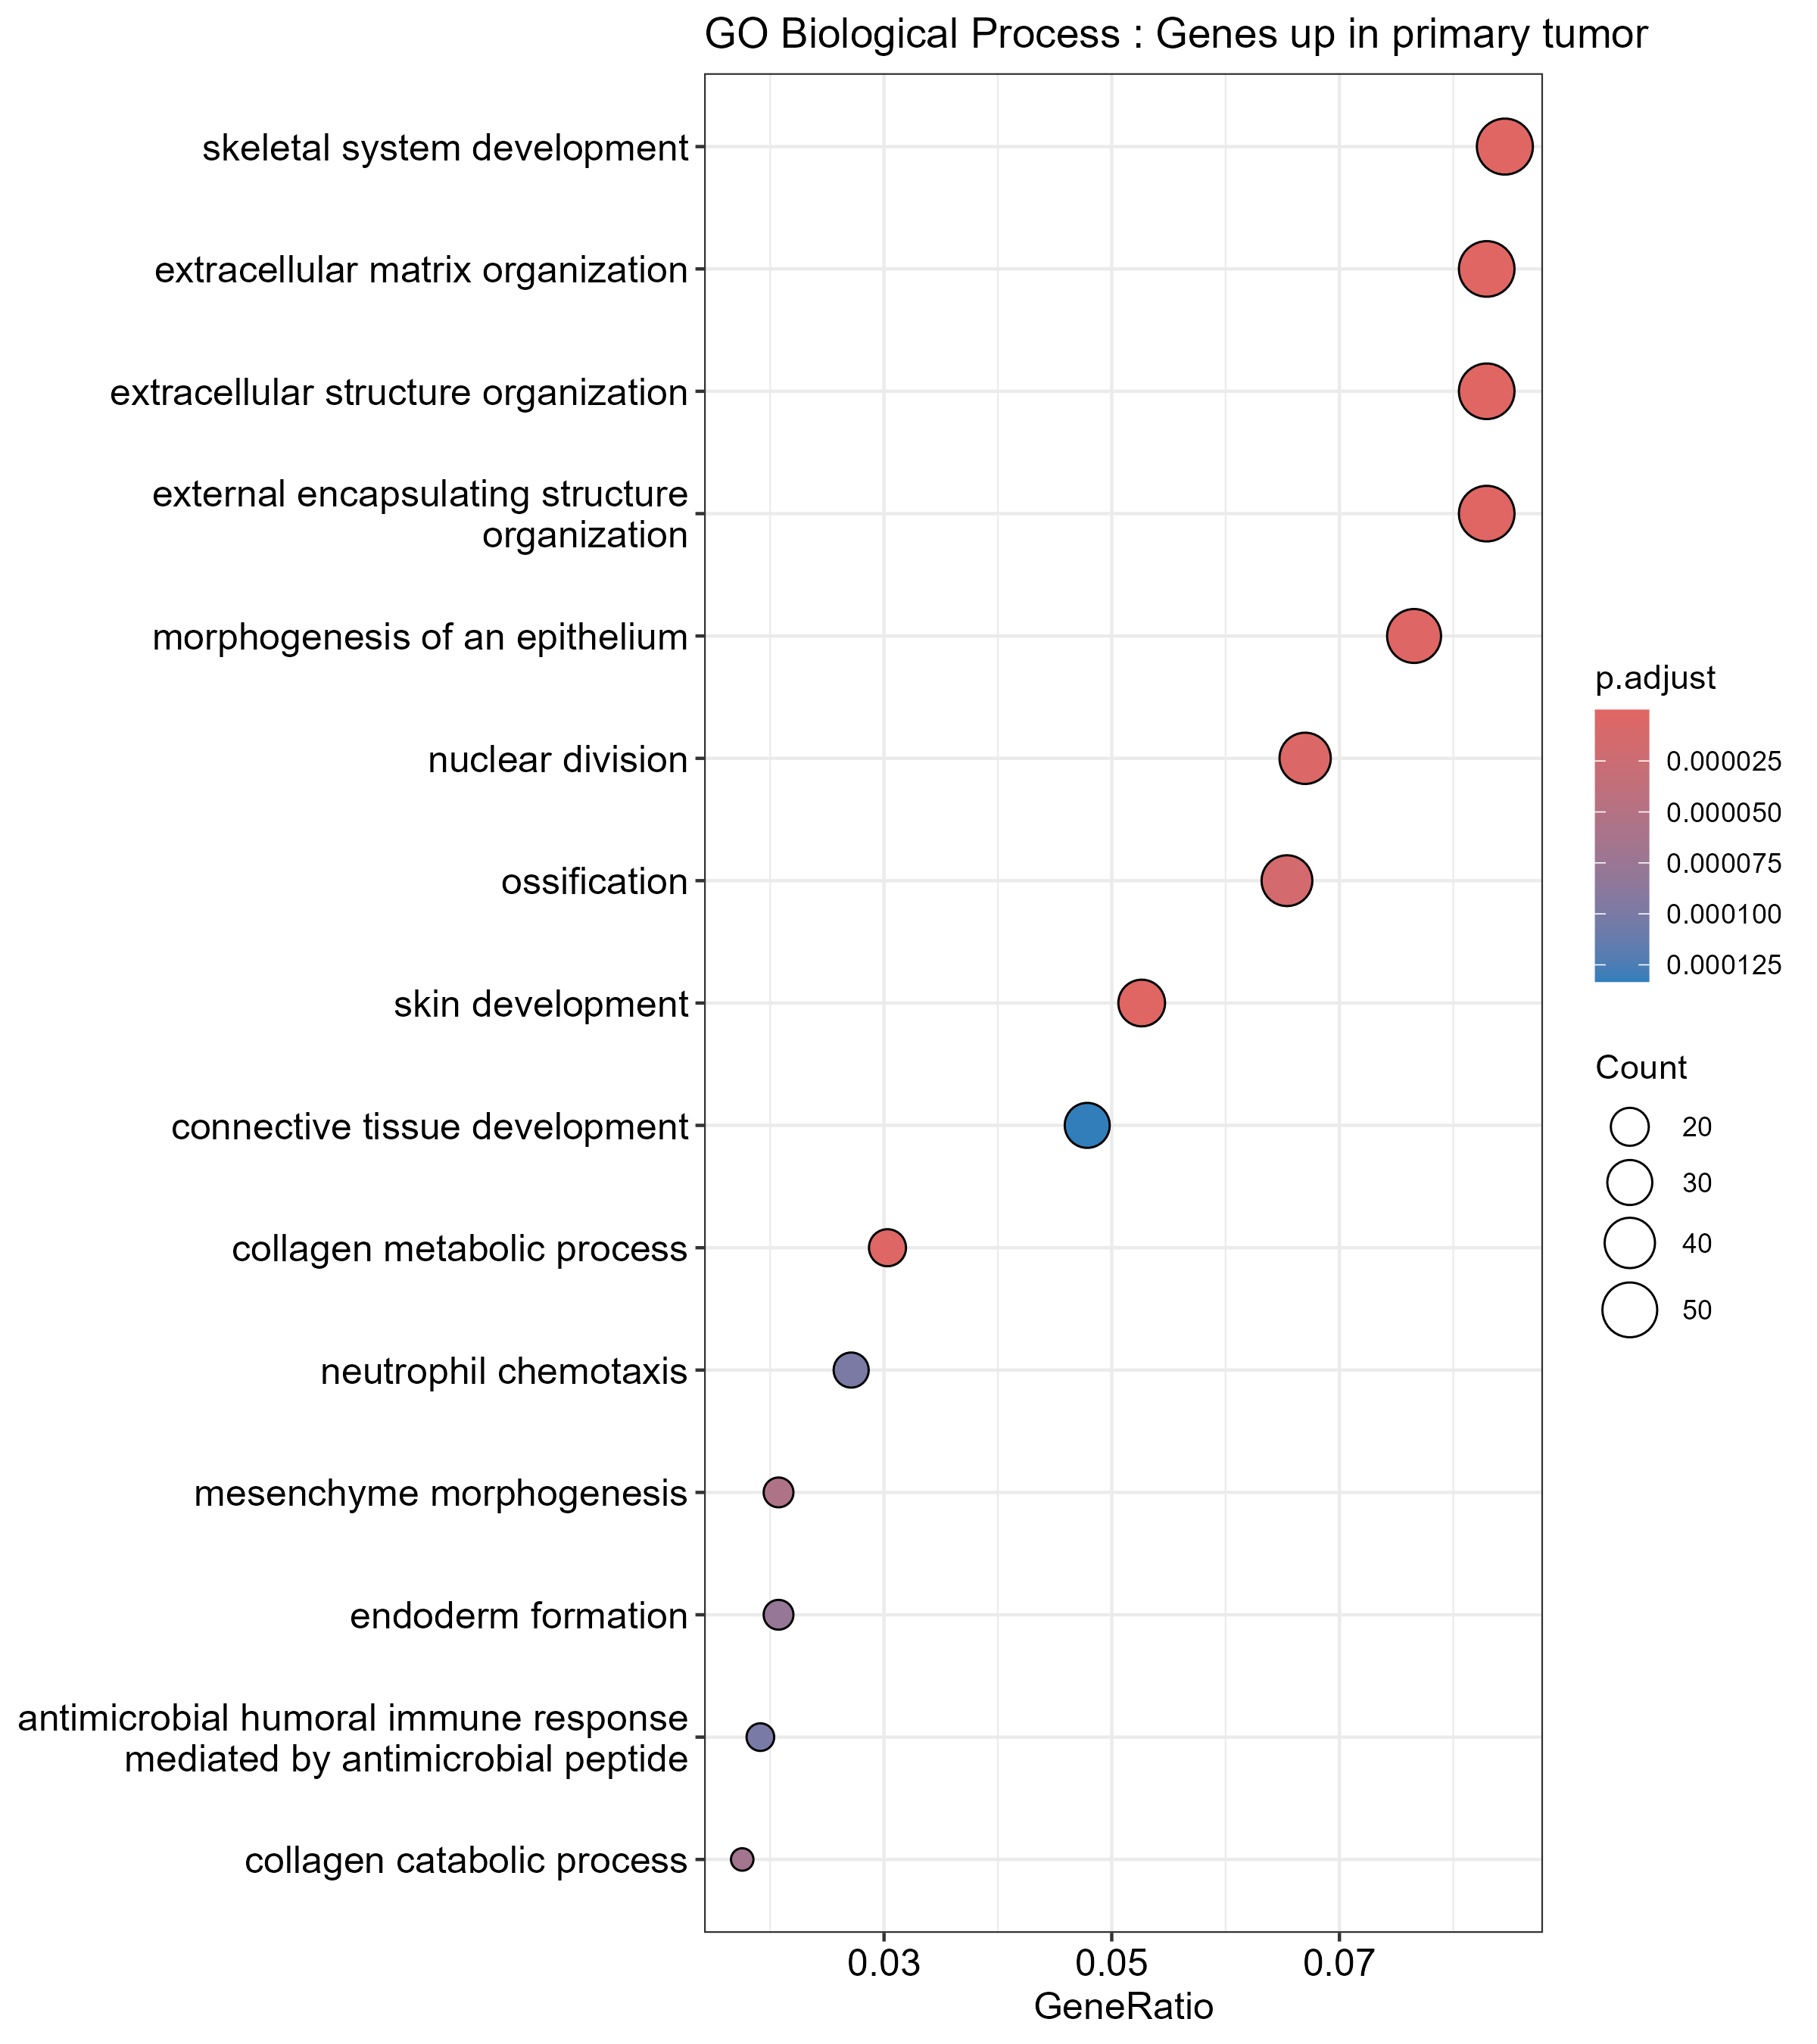 GO Biological Process : Genes up in primary tumor
skeletal system development
extracellular matrix organization
extracellular structure organization
external encapsulating structure
organization
morphogenesis of an epithelium
nuclear division
ossification
skin development
connective tissue development
collagen metabolic process
neutrophil chemotaxis
mesenchyme morphogenesis
endoderm formation
antimicrobial humoral immune response
mediated by antimicrobial peptide
collagen catabolic process
0.03
0.05
0.07
GeneRatio
p.adjust
0.000025
0.000050
0.000075
0.000100
0.000125
Count
20
30
40
50